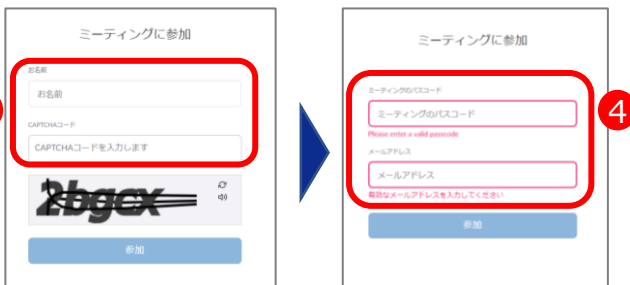 ミーティングに参加
お名前
お名前
CAPTCHAコード
CAPTCHAコードを入力します
2bgcx
参加
ミーティングに参加
ミーティングのパスコード
ミーティングのパスコード
Please enter a valid passcode
メールアドレス
メールアドレス
有効なメールアドレスを入力してください
参加
4